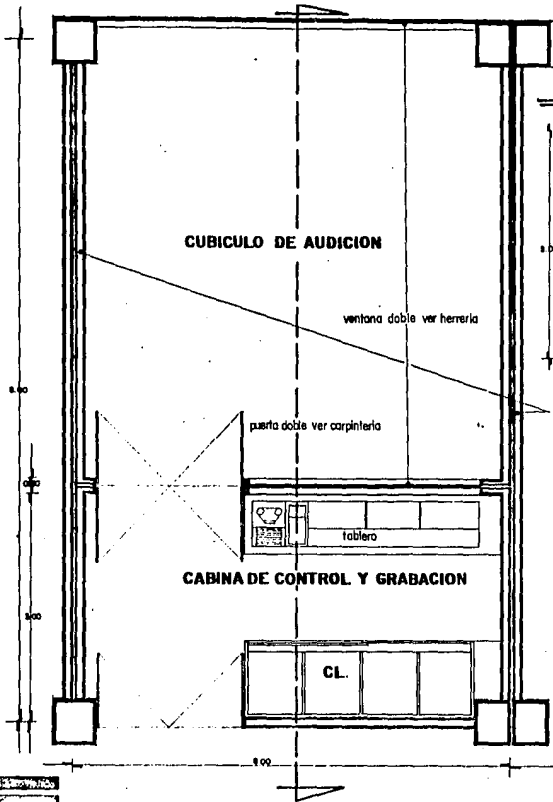 CUBICULO DE AUDICION
ventana doble ver herreria
puerta doble ver carpinteria
tablero
CABINA DE CONTROL Y GRABACION
CL.